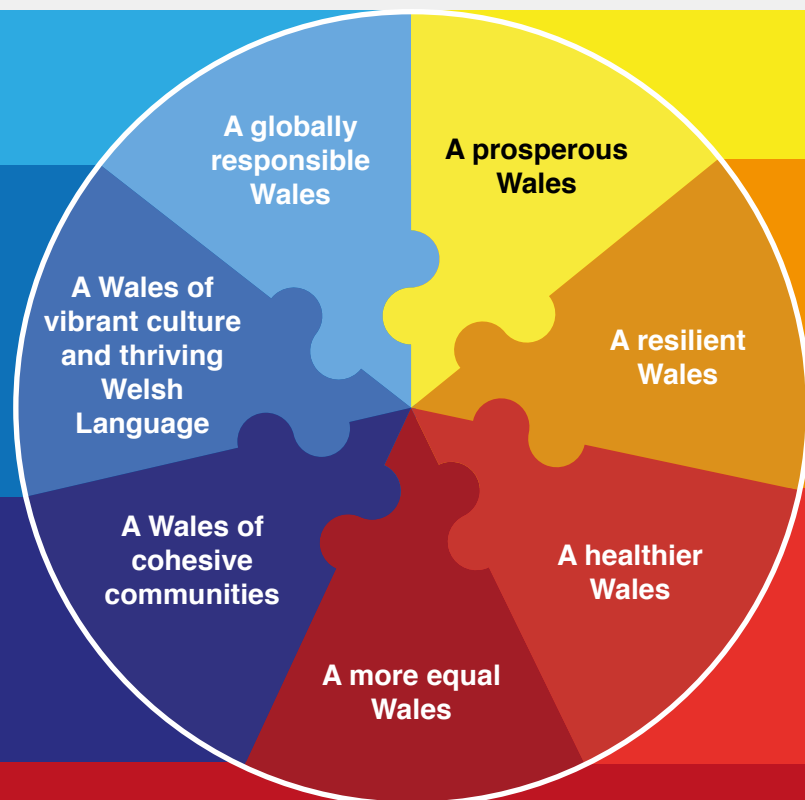 A globally
responsible
Wales
A prosperous
Wales
A resilient
Wales
A healthier
Wales
A more equal
Wales
A Wales of
cohesive
communities
A Wales of
vibrant culture
and thriving
Welsh
Language